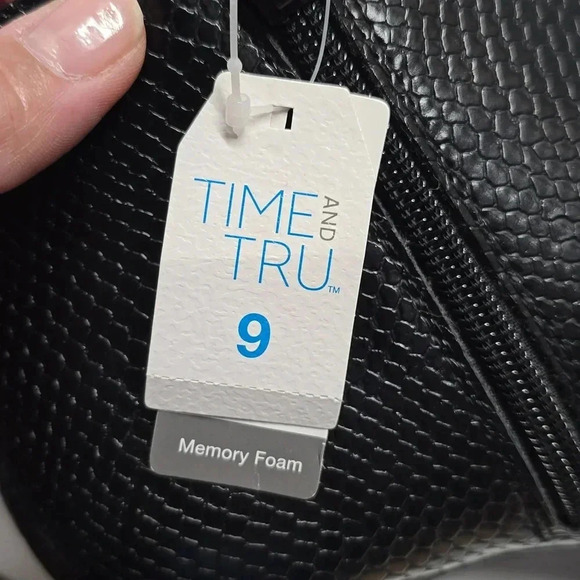 TIME AND
TRU™
9
Memory Foam